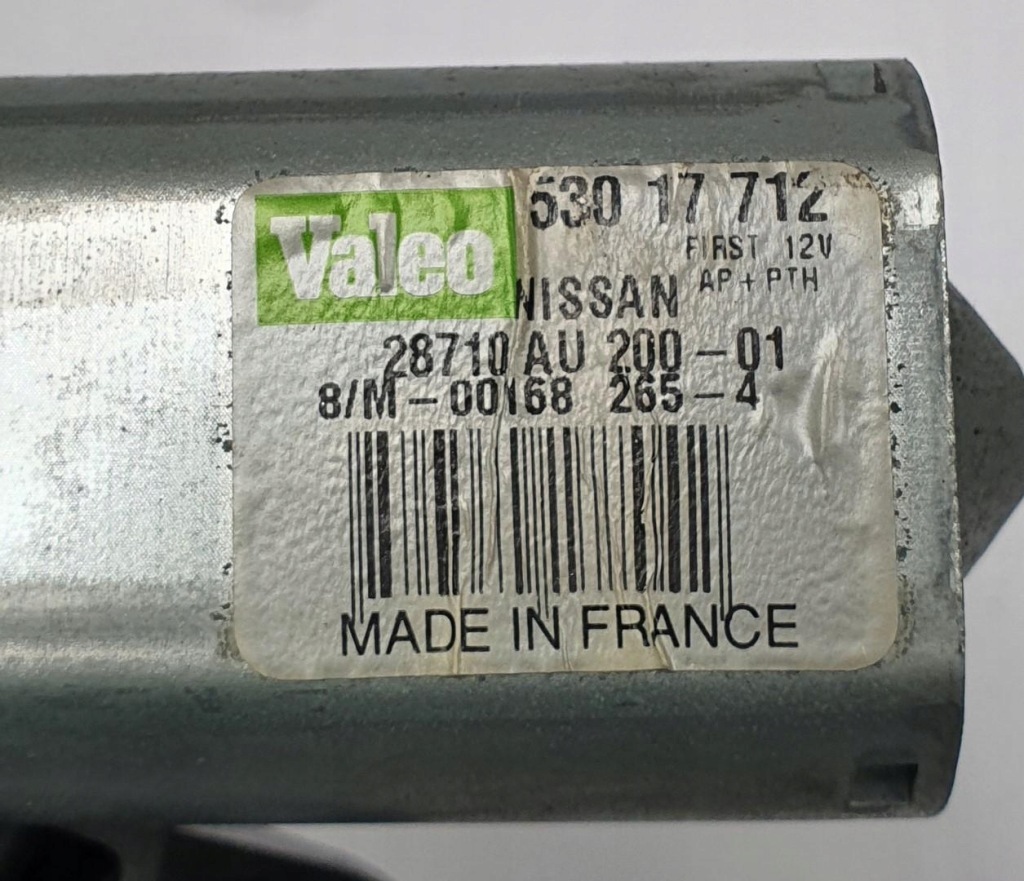 Valeo 530 17 712
FIRST 12V
AP+PTH
NISSAN
28710 AU 200-01
8/M-00168 265-4
MADE IN FRANCE